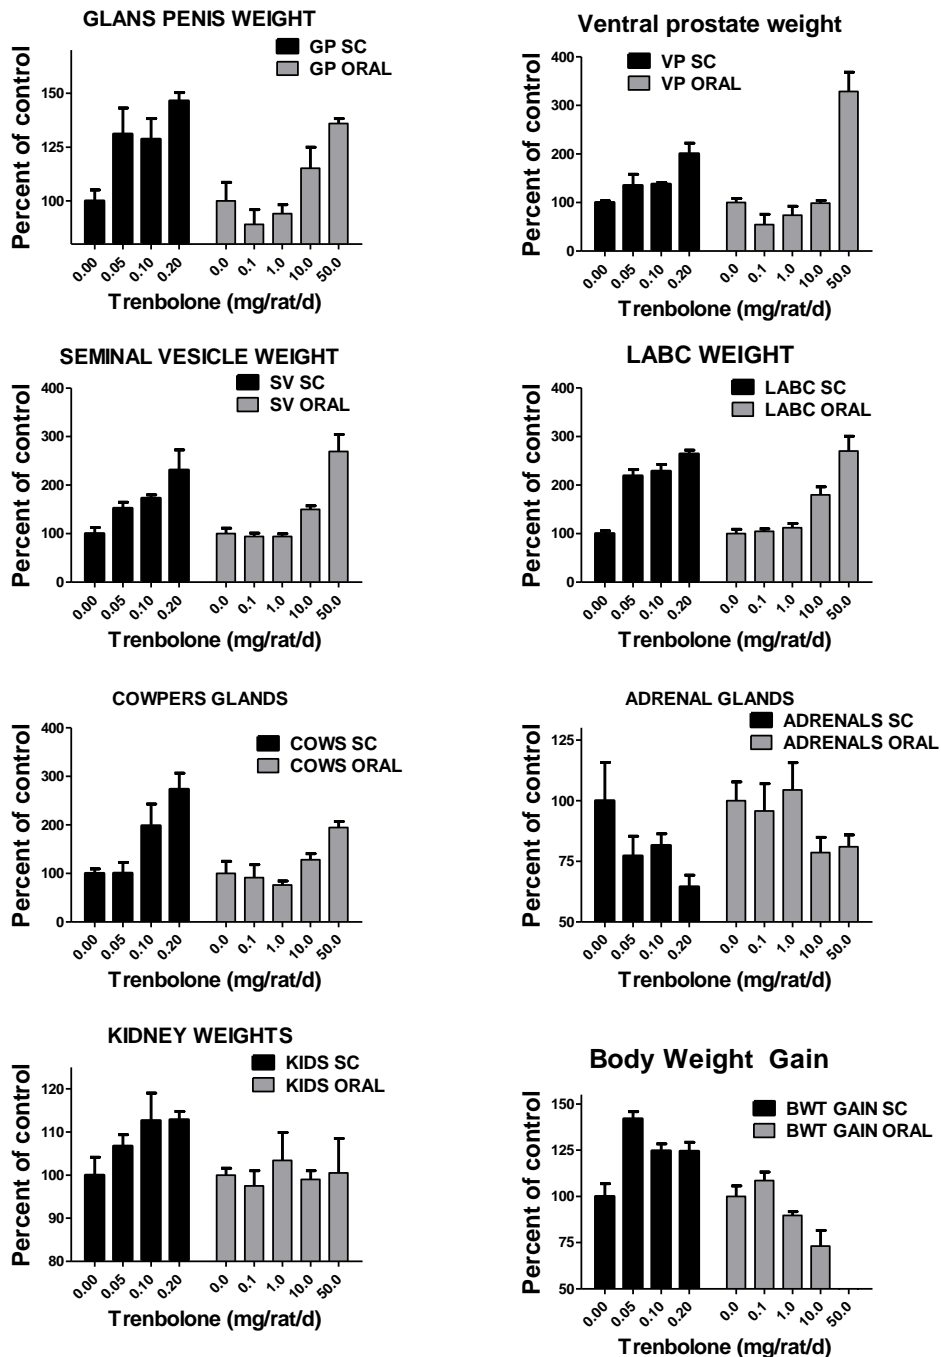 GLANS PENIS WEIGHT
GP SC
GP ORAL
Percent of control
150
125
100
0.00 0.05 0.10 0.20 0.0 0.1 1.0 10.0 50.0
Trenbolone (mg/rat/d)
Ventral prostate weight
VP SC
VP ORAL
Percent of control
400
300
200
100
0
0.00 0.05 0.10 0.20 0.0 0.1 1.0 10.0 50.0
Trenbolone (mg/rat/d)
SEMINAL VESICLE WEIGHT
SV SC
SV ORAL
Percent of control
400
300
200
100
0
0.00 0.05 0.10 0.20 0.0 0.1 1.0 10.0 50.0
Trenbolone (mg/rat/d)
LABC WEIGHT
LABC SC
LABC ORAL
Percent of control
400
300
200
100
0
0.00 0.05 0.10 0.20 0.0 0.1 1.0 10.0 50.0
Trenbolone (mg/rat/d)
COWPERS GLANDS
COWS SC
COWS ORAL
Percent of control
400
300
200
100
0
0.00 0.05 0.10 0.20 0.0 0.1 1.0 10.0 50.0
Trenbolone (mg/rat/d)
ADRENAL GLANDS
ADRENALS SC
ADRENALS ORAL
Percent of control
125
100
75
50
0.00 0.05 0.10 0.20 0.0 0.1 1.0 10.0 50.0
Trenbolone (mg/rat/d)
KIDNEY WEIGHTS
KIDS SC
KIDS ORAL
Percent of control
120
110
100
90
80
0.00 0.05 0.10 0.20 0.0 0.1 1.0 10.0 50.0
Trenbolone (mg/rat/d)
Body Weight Gain
BWT GAIN SC
BWT GAIN ORAL
Percent of control
150
125
100
75
50
0.00 0.05 0.10 0.20 0.0 0.1 1.0 10.0 50.0
Trenbolone (mg/rat/d)